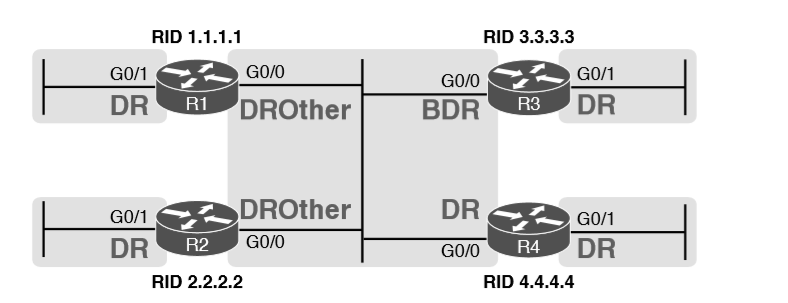 RID 1.1.1.1
RID 3.3.3.3
G0/1
G0/0
G0/0
G0/1
DR
R1
DROther
BDR
R3
DR
G0/1
DROther
DR
G0/1
DR
R2
G0/0
G0/0
R4
DR
RID 2.2.2.2
RID 4.4.4.4